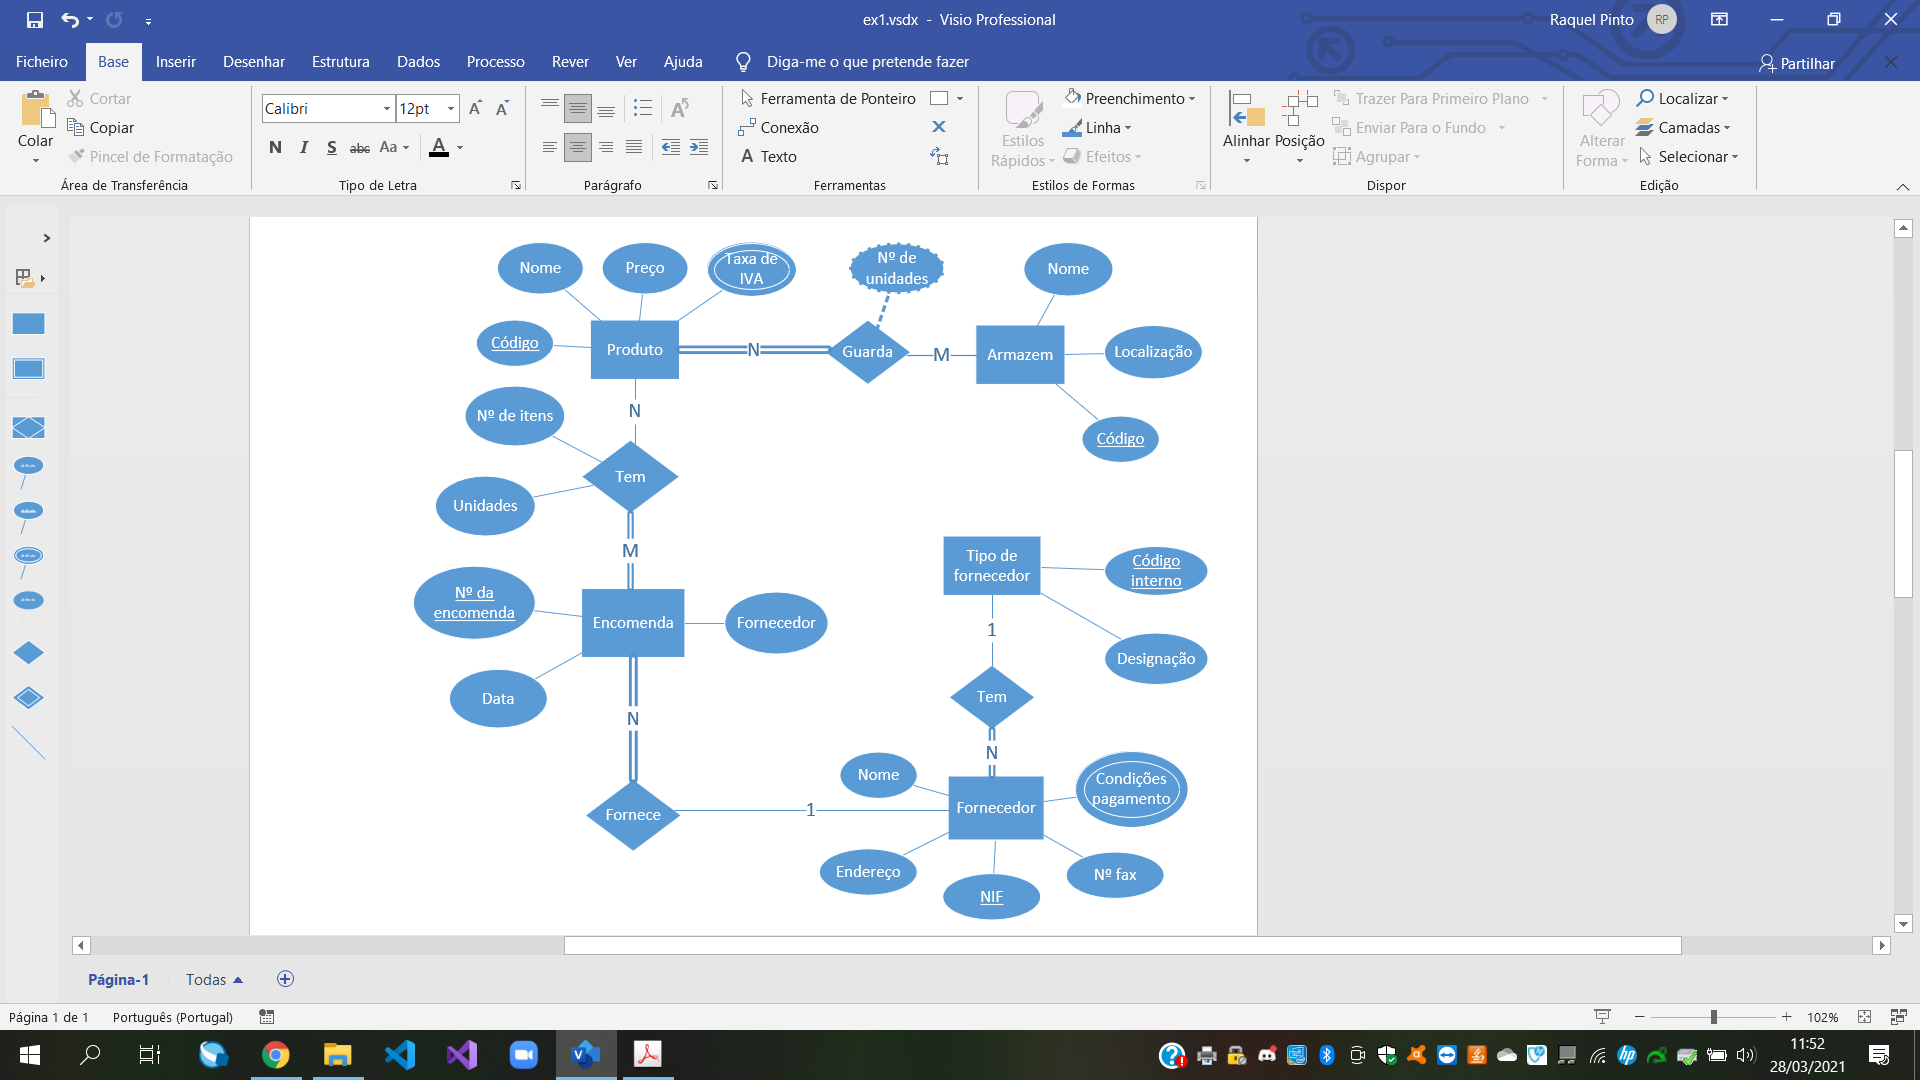 ex1.vsdx - Visio Professional
Raquel Pinto
RP
Ficheiro
Base
Inserir
Desenhar
Estrutura
Dados
Processo
Rever
Ver
Ajuda
Diga-me o que pretende fazer
Partilhar
Colar
Cortar
Copiar
Pincel de Formatação
Área de Transferência
Calibri
12pt
N I S abc Aa A
Tipo de Letra
Parágrafo
Ferramenta de Ponteiro
Conexão
A Texto
Ferramentas
Estilos
Rápidos
Preenchimento
Linha
Efeitos
Estilos de Formas
Alinhar
Posição
Trazer Para Primeiro Plano
Enviar Para o Fundo
Agrupar
Dispor
Alterar
Forma
Localizar
Camadas
Selecionar
Edição
Nome
Preço
Taxa de
IVA
Nº de
unidades
Nome
Código
Produto
N
Guarda
M
Armazem
Localização
Código
N
Nº de itens
Tem
Unidades
M
Tipo de
fornecedor
Código
interno
Nº da
encomenda
Encomenda
Fornecedor
1
Designação
Data
N
Tem
N
Nome
Condições
pagamento
Fornece
1
Fornecedor
Endereço
NIF
Nº fax
Página-1
Todas
Página 1 de 1
Português (Portugal)
102%
11:52
28/03/2021